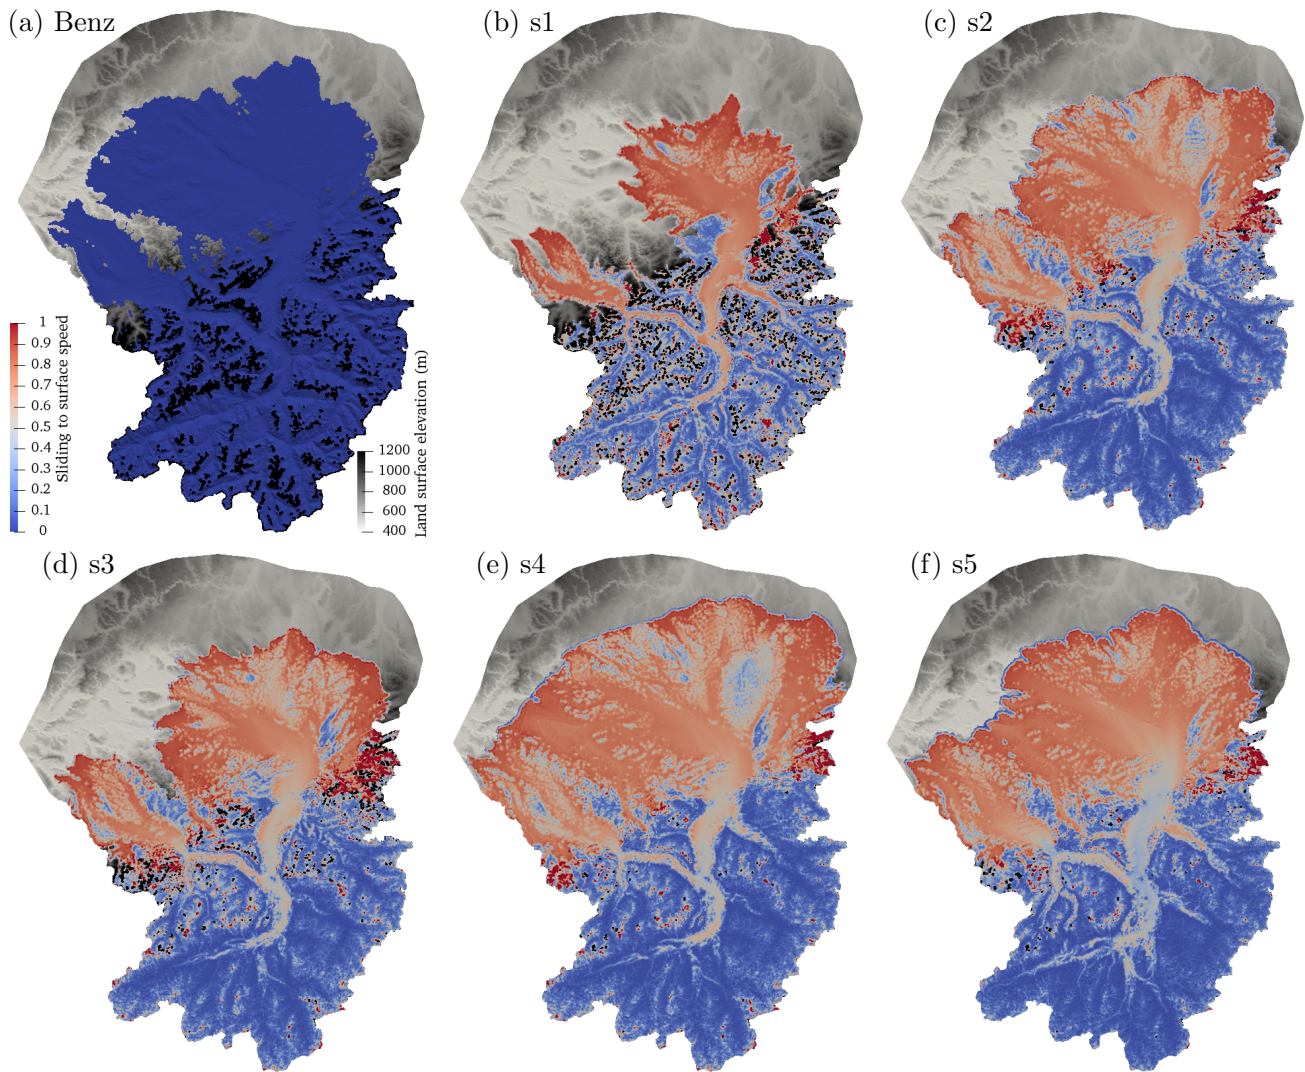 (a) Benz
(b) s1
(c) s2
1
0.9
0.8
0.7
0.6
0.5
0.4
0.3
0.2
0.1
0
Sliding to surface speed
1200
1000
800
600
400
Land surface elevation (m)
(d) s3
(e) s4
(f) s5